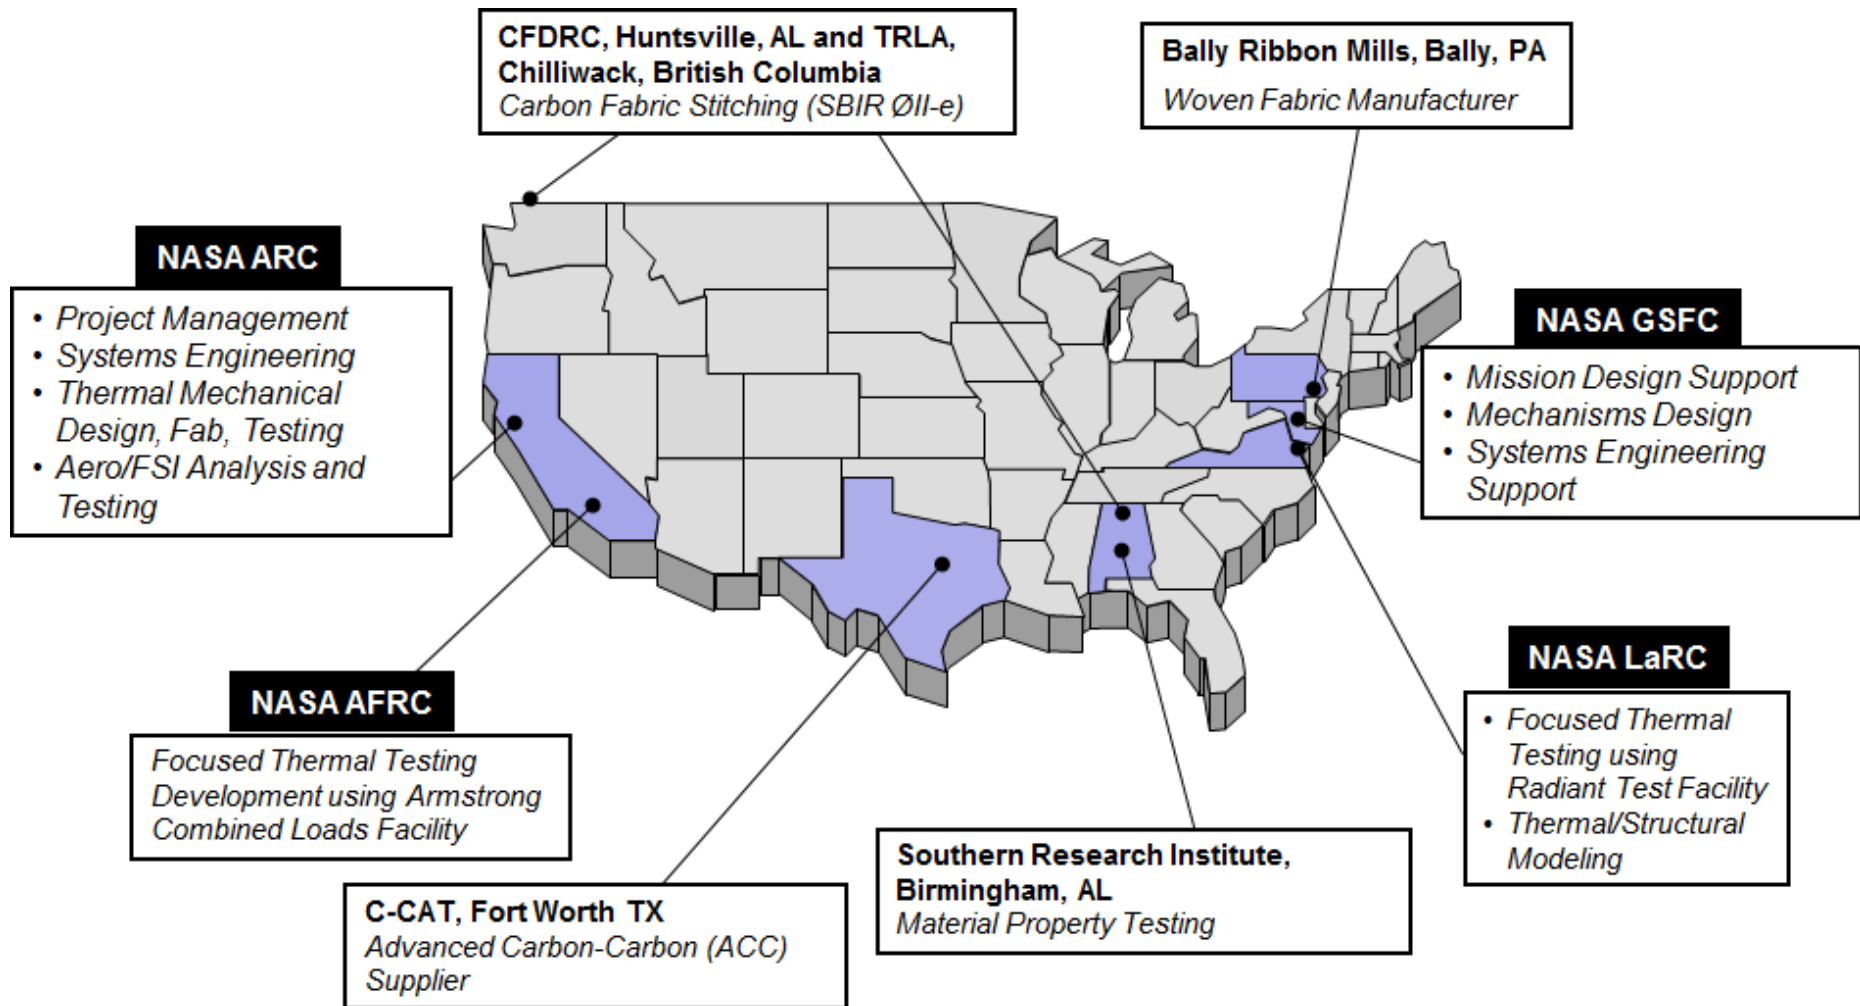 CFDRC, Huntsville, AL and TRLA,
Chilliwack, British Columbia
Carbon Fabric Stitching (SBIR ØII-e)
Bally Ribbon Mills, Bally, PA
Woven Fabric Manufacturer
NASA ARC
• Project Management
• Systems Engineering
• Thermal Mechanical
Design, Fab, Testing
• Aero/FSI Analysis and
Testing
NASA GSFC
• Mission Design Support
• Mechanisms Design
• Systems Engineering
Support
NASA AFRC
Focused Thermal Testing
Development using Armstrong
Combined Loads Facility
NASA LaRC
• Focused Thermal
Testing using
Radiant Test Facility
• Thermal/Structural
Modeling
C-CAT, Fort Worth TX
Advanced Carbon-Carbon (ACC)
Supplier
Southern Research Institute,
Birmingham, AL
Material Property Testing